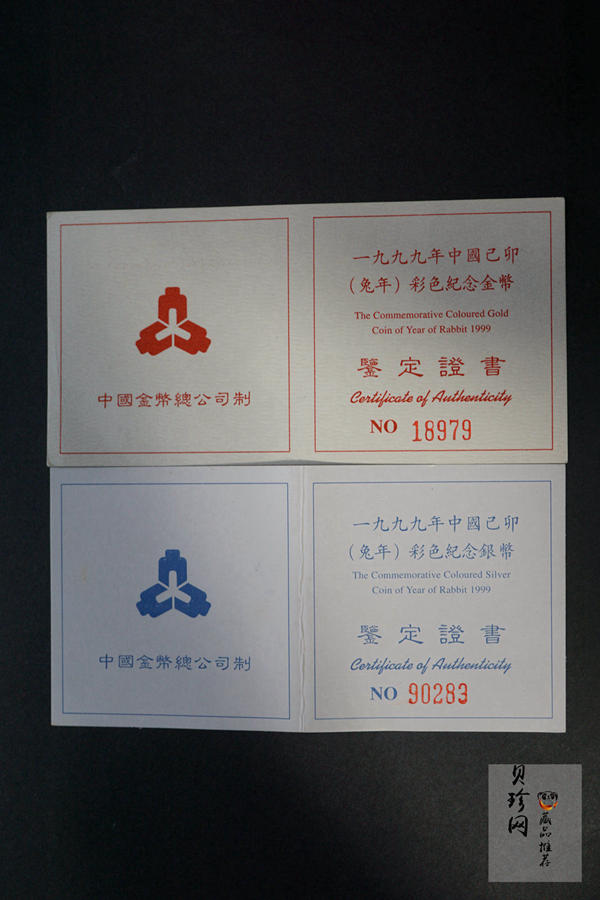 中國金幣總公司制
一九九九年中國己卯
（兔年）彩色紀念金幣
The Commemorative Coloured Gold
Coin of Year of Rabbit 1999
鑒定證書
Certificate of Authenticity
NO 18979
中國金幣總公司制
一九九九年中國己卯
（兔年）彩色紀念銀幣
The Commemorative Coloured Silver
Coin of Year of Rabbit 1999
鑒定證書
Certificate of Authenticity
NO 90283
贝珍网
藏品推荐